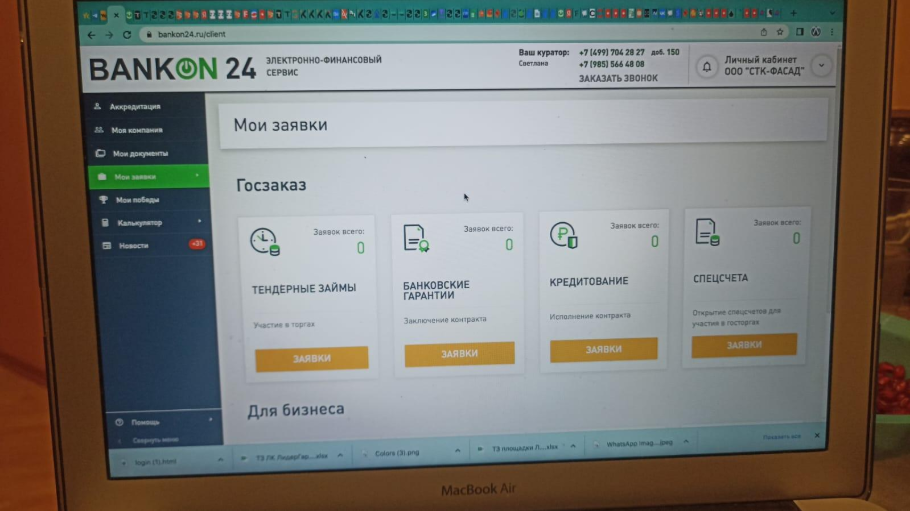 bankon24.ru/client
BANKON 24
ЭЛЕКТРОННО-ФИНАНСОВЫЙ
СЕРВИС
Ваш куратор:
Светлана
+7 (499) 704 28 27 доб. 150
+7 (985) 566 48 08
ЗАКАЗАТЬ ЗВОНОК
Личный кабинет
ООО "СТК-ФАСАД"
Аккредитация
Моя компания
Мои документы
Мои заявки
Мои победы
Калькулятор
Новости
+31
Помощь
Свернуть меню
Мои заявки
Госзаказ
Заявок всего:
0
ТЕНДЕРНЫЕ ЗАЙМЫ
Участие в торгах
ЗАЯВКИ
Заявок всего:
0
БАНКОВСКИЕ
ГАРАНТИИ
Заключение контракта
ЗАЯВКИ
Заявок всего:
0
КРЕДИТОВАНИЕ
Исполнение контракта
ЗАЯВКИ
Заявок всего:
0
СПЕЦСЧЕТА
Открытие спецсчетов для
участия в госторгах
ЗАЯВКИ
Для бизнеса
login (1).html
ТЗ ЛК ЛидерГар....xlsx
Colors (3).png
ТЗ площадки Л....xlsx
WhatsApp Imag....jpeg
Показать все
MacBook Air